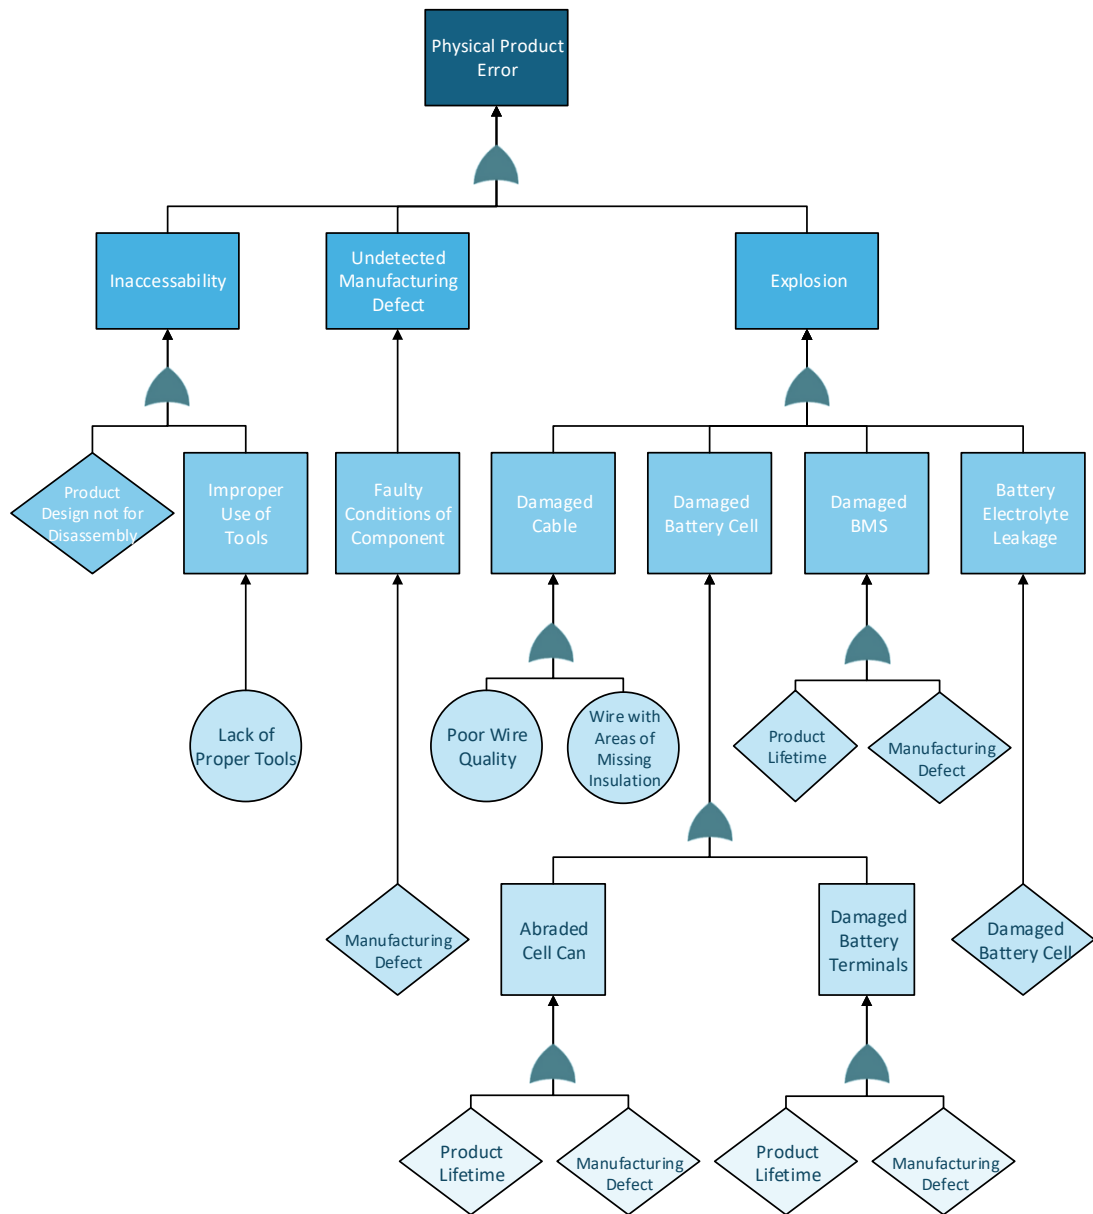 Physical Product
Error
Inaccessability
Undetected
Manufacturing
Defect
Explosion
Product
Design not for
Disassembly
Improper
Use of
Tools
Faulty
Conditions of
Component
Damaged
Cable
Damaged
Battery Cell
Damaged
BMS
Battery
Electrolyte
Leakage
Lack of
Proper Tools
Poor Wire
Quality
Wire with
Areas of
Missing
Insulation
Product
Lifetime
Manufacturing
Defect
Manufacturing
Defect
Abraded
Cell Can
Damaged
Battery
Terminals
Damaged
Battery Cell
Product
Lifetime
Manufacturing
Defect
Product
Lifetime
Manufacturing
Defect